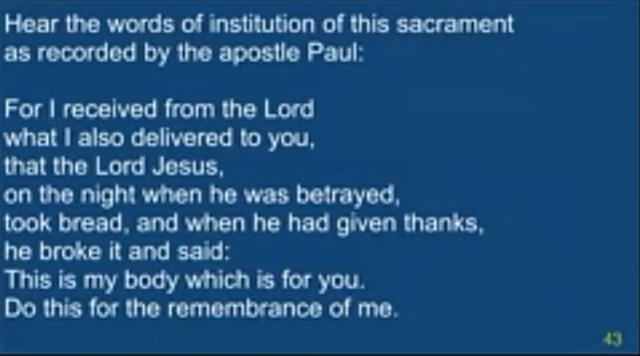 Hear the words of institution of this sacrament
as recorded by the apostle Paul:
For I received from the Lord
what I also delivered to you,
that the Lord Jesus,
on the night when he was betrayed,
took bread, and when he had given thanks,
he broke it and said:
This is my body which is for you.
Do this for the remembrance of me.
43